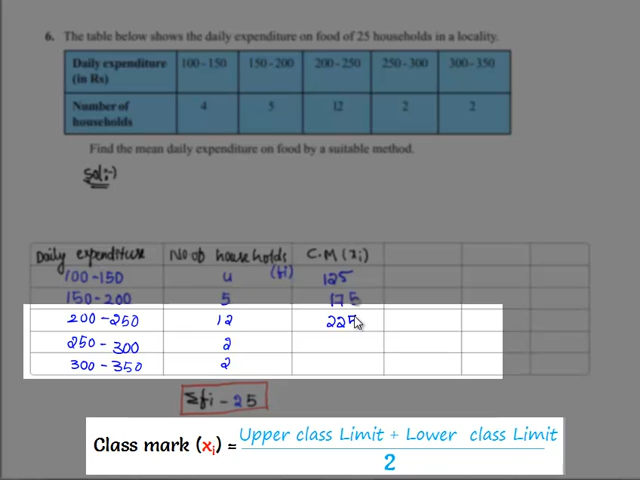 6. The table below shows the daily expenditure on food of 25 households in a locality.
Daily expenditure (in Rs) 100-150 150-200 200-250 250-300 300-350
Number of households 4 5 12 2 2
Find the mean daily expenditure on food by a suitable method.
Sol:-)
Daily expenditure No of households (fi) C.M (xi)
100-150 4 125
150-200 5 175
200-250 12 225
250-300 2
300-350 2
Σfi - 25
Class mark (xi) = Upper class Limit + Lower class Limit
2